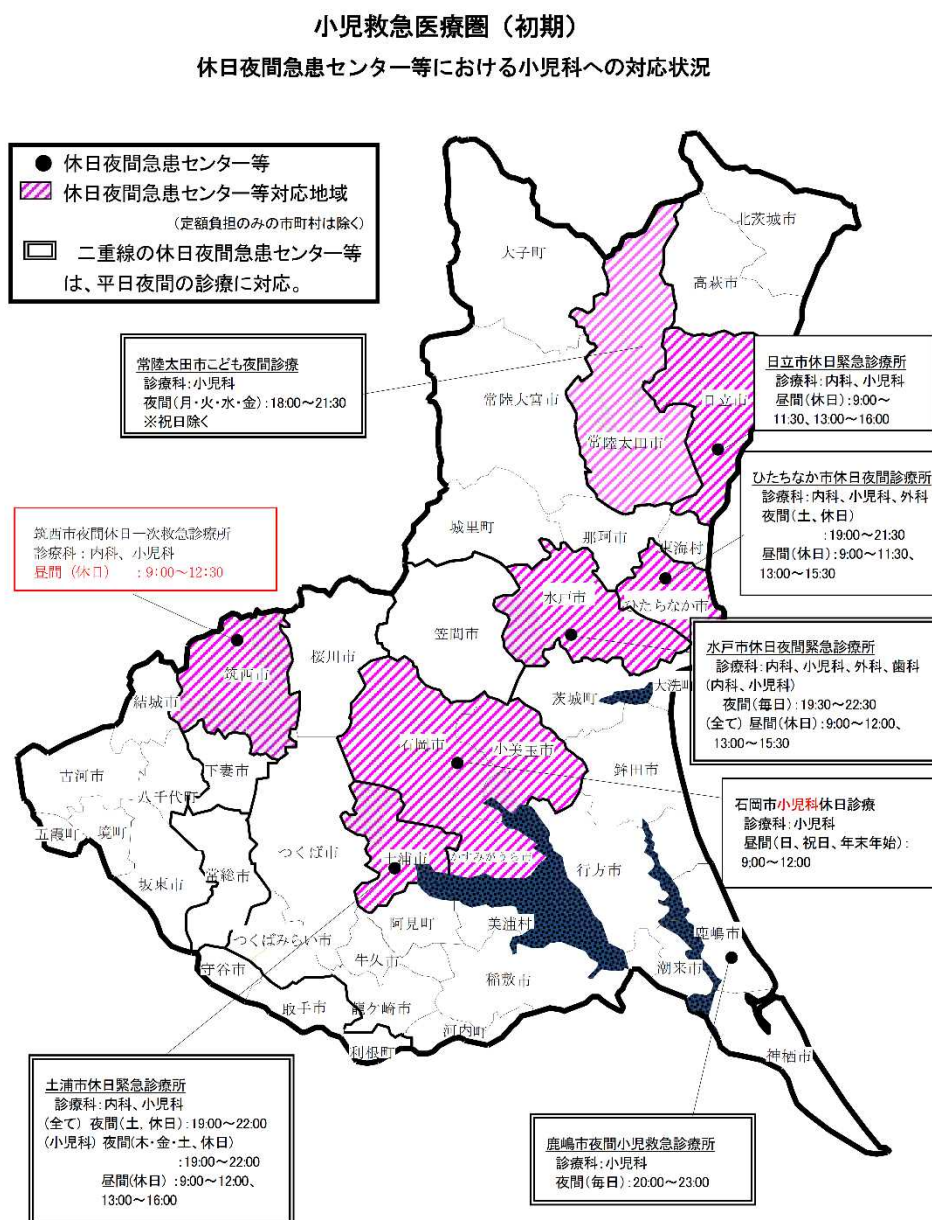 小児救急医療圏（初期）
休日夜間急患センター等における小児科への対応状況
● 休日夜間急患センター等
休日夜間急患センター等対応地域
（定額負担のみの市町村は除く）
二重線の休日夜間急患センター等
は、平日夜間の診療に対応。
北茨城市
大子町
高萩市
常陸太田市こども夜間診療
診療科：小児科
夜間（月・火・水・金）：18:00～21:30
※祝日除く
日立市休日緊急診療所
診療科：内科、小児科
昼間（休日）：9:00～
11:30、13:00～16:00
常陸大宮市
日立市
常陸太田市
ひたちなか市休日夜間診療所
診療科：内科、小児科、外科
夜間（土、休日）
：19:00～21:30
昼間（休日）：9:00～11:30、
13:00～15:30
筑西市夜間休日一次救急診療所
診療科：内科、小児科
昼間（休日）　：9:00～12:30
城里町
那珂市
東海村
水戸市
ひたちなか市
笠間市
桜川市
筑西市
水戸市休日夜間緊急診療所
診療科：内科、小児科、外科、歯科
（内科、小児科）
夜間（毎日）：19:30～22:30
（全て）昼間（休日）：9:00～12:00、
13:00～15:30
大洗町
茨城町
結城市
石岡市
小美玉市
鉾田市
下妻市
古河市
八千代町
石岡市小児科休日診療
診療科：小児科
昼間（日、祝日、年末年始）：
9:00～12:00
五霞町
境町
つくば市
土浦市
かすみがうら市
行方市
坂東市
常総市
阿見町
美浦村
つくばみらい市
鹿嶋市
牛久市
潮来市
守谷市
稲敷市
取手市
龍ケ崎市
河内町
利根町
神栖市
土浦市休日緊急診療所
診療科：内科、小児科
（全て）夜間（土、休日）：19:00～22:00
（小児科）夜間（木・金・土、休日）
：19:00～22:00
昼間（休日）：9:00～12:00、
13:00～16:00
鹿嶋市夜間小児救急診療所
診療科：小児科
夜間（毎日）：20:00～23:00